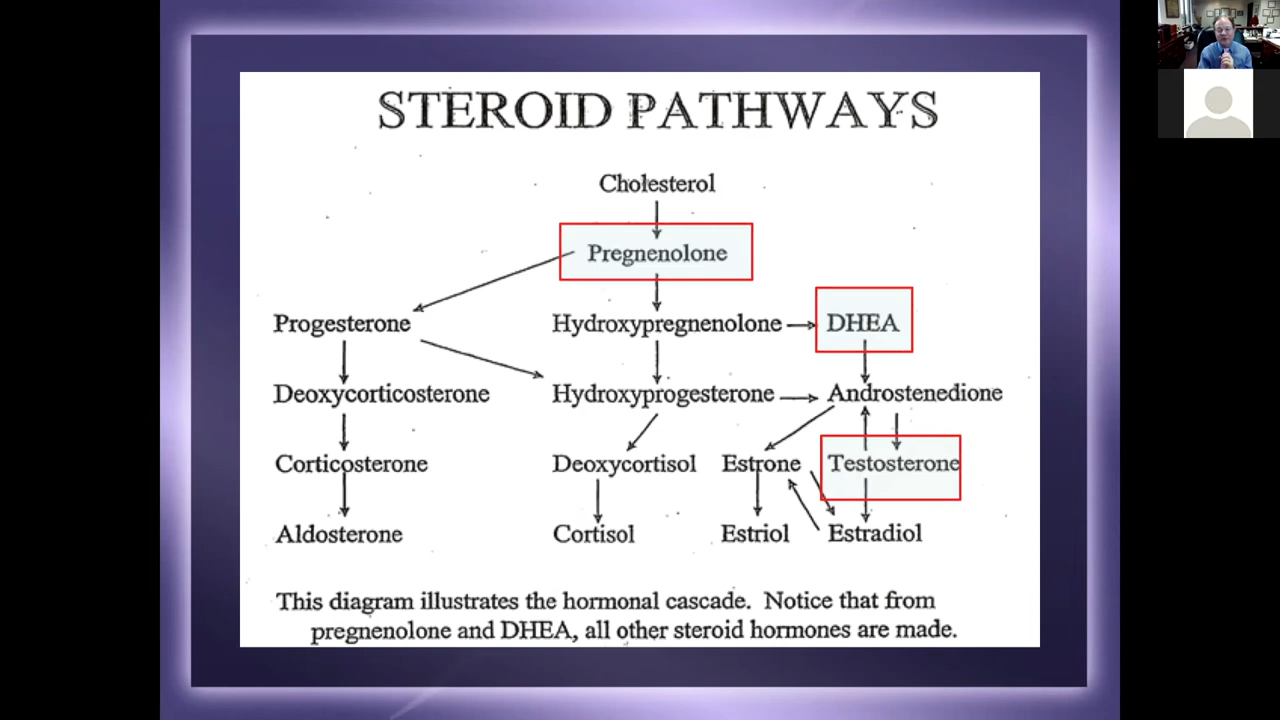 STEROID PATHWAYS
Cholesterol
Pregnenolone
Progesterone
Hydroxypregnenolone
DHEA
Deoxycorticosterone
Hydroxyprogesterone
Androstenedione
Corticosterone
Deoxycortisol
Estrone
Testosterone
Aldosterone
Cortisol
Estriol
Estradiol
This diagram illustrates the hormonal cascade. Notice that from
pregnenolone and DHEA, all other steroid hormones are made.